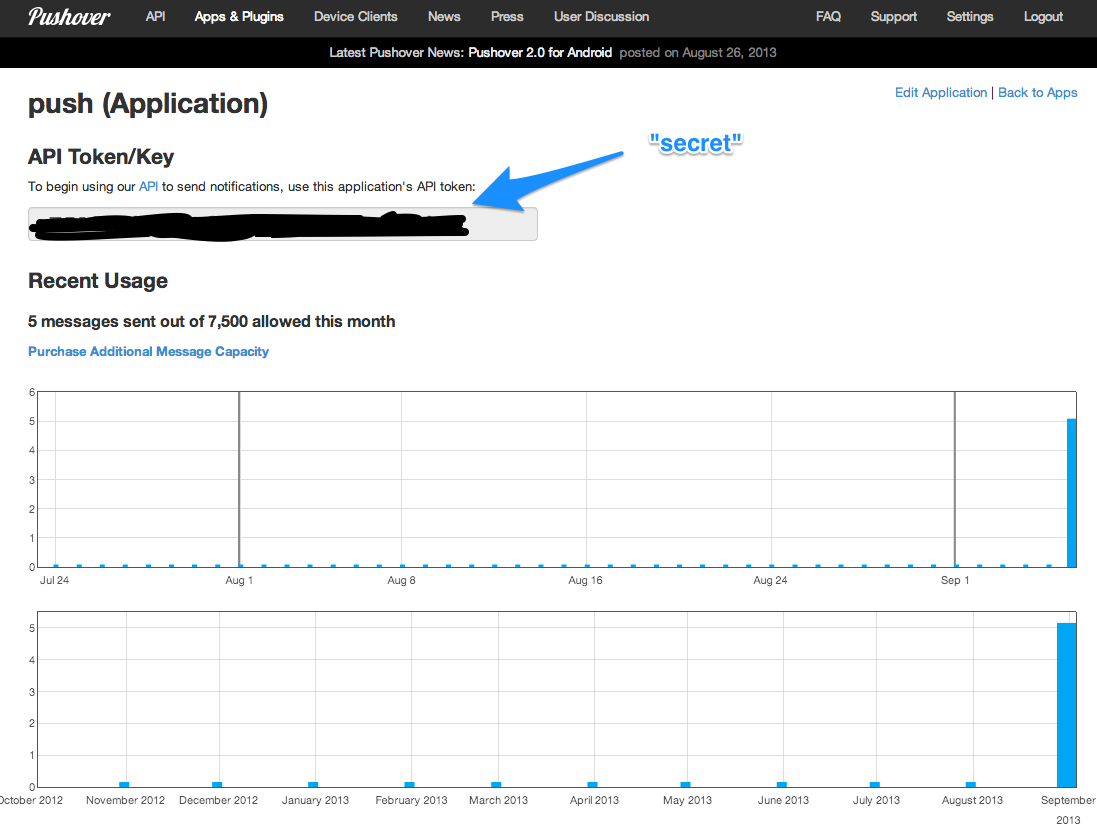 Pushover API Apps & Plugins Device Clients News Press User Discussion FAQ Support Settings Logout
Latest Pushover News: Pushover 2.0 for Android posted on August 26, 2013
push (Application)
Edit Application | Back to Apps
"secret"
API Token/Key
To begin using our API to send notifications, use this application's API token:
Recent Usage
5 messages sent out of 7,500 allowed this month
Purchase Additional Message Capacity
6
5
4
3
2
1
0
Jul 24 Aug 1 Aug 8 Aug 16 Aug 24 Sep 1
5
4
3
2
1
0
October 2012 November 2012 December 2012 January 2013 February 2013 March 2013 April 2013 May 2013 June 2013 July 2013 August 2013 September
2013